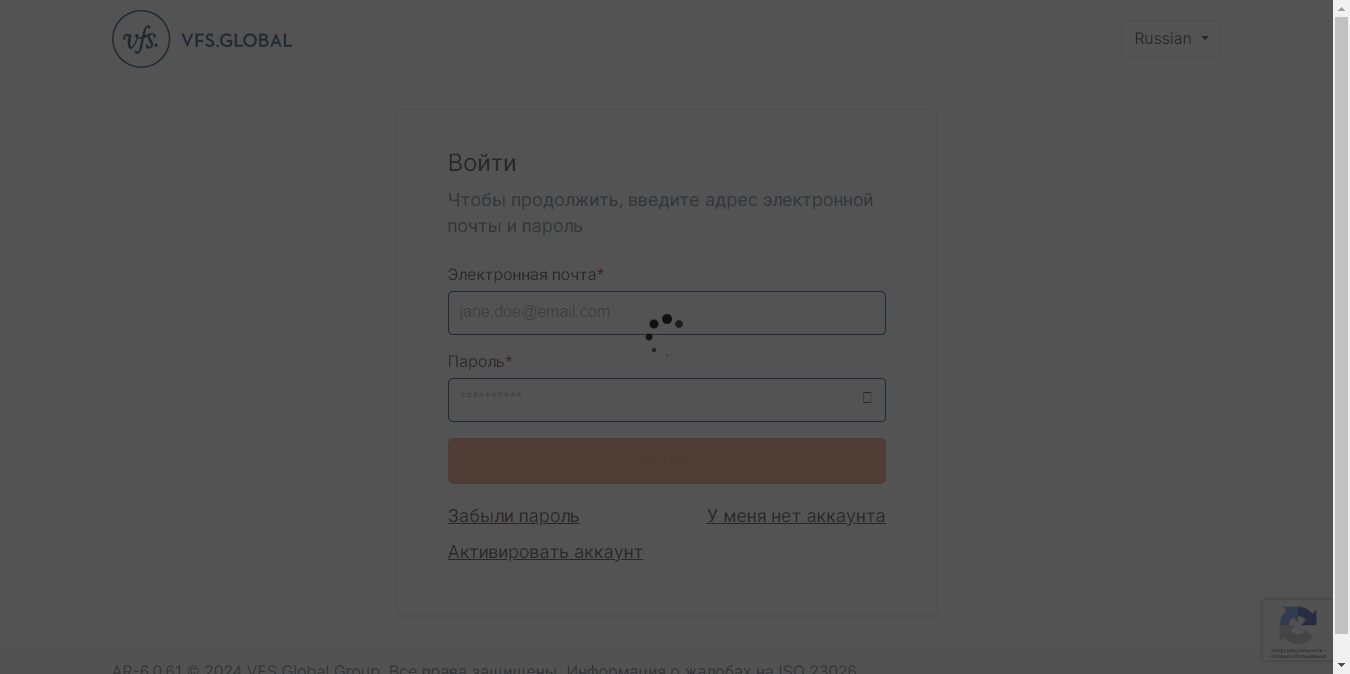 vfs. VFS.GLOBAL
Russian
Войти
Чтобы продолжить, введите адрес электронной
почты и пароль
Электронная почта*
jane.doe@email.com
Пароль*
**********
Забыли пароль
У меня нет аккаунта
Активировать аккаунт
AR-6.0.61 © 2024 VFS Global Group. Все права защищены. Информация о жалобах на ISO 23026